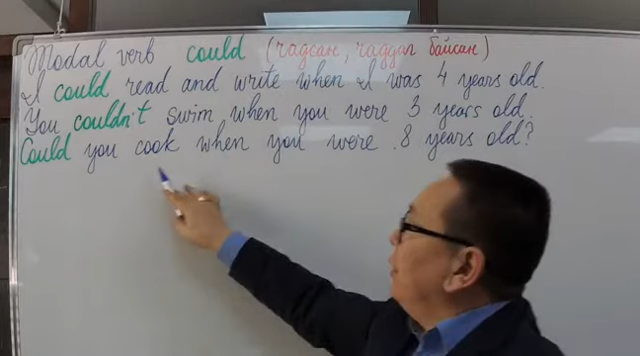 Modal verb could (чадсан, чаддаг байсан)
I could read and write when I was 4 years old.
You couldn't swim when you were 3 years old.
Could you cook when you were 8 years old?